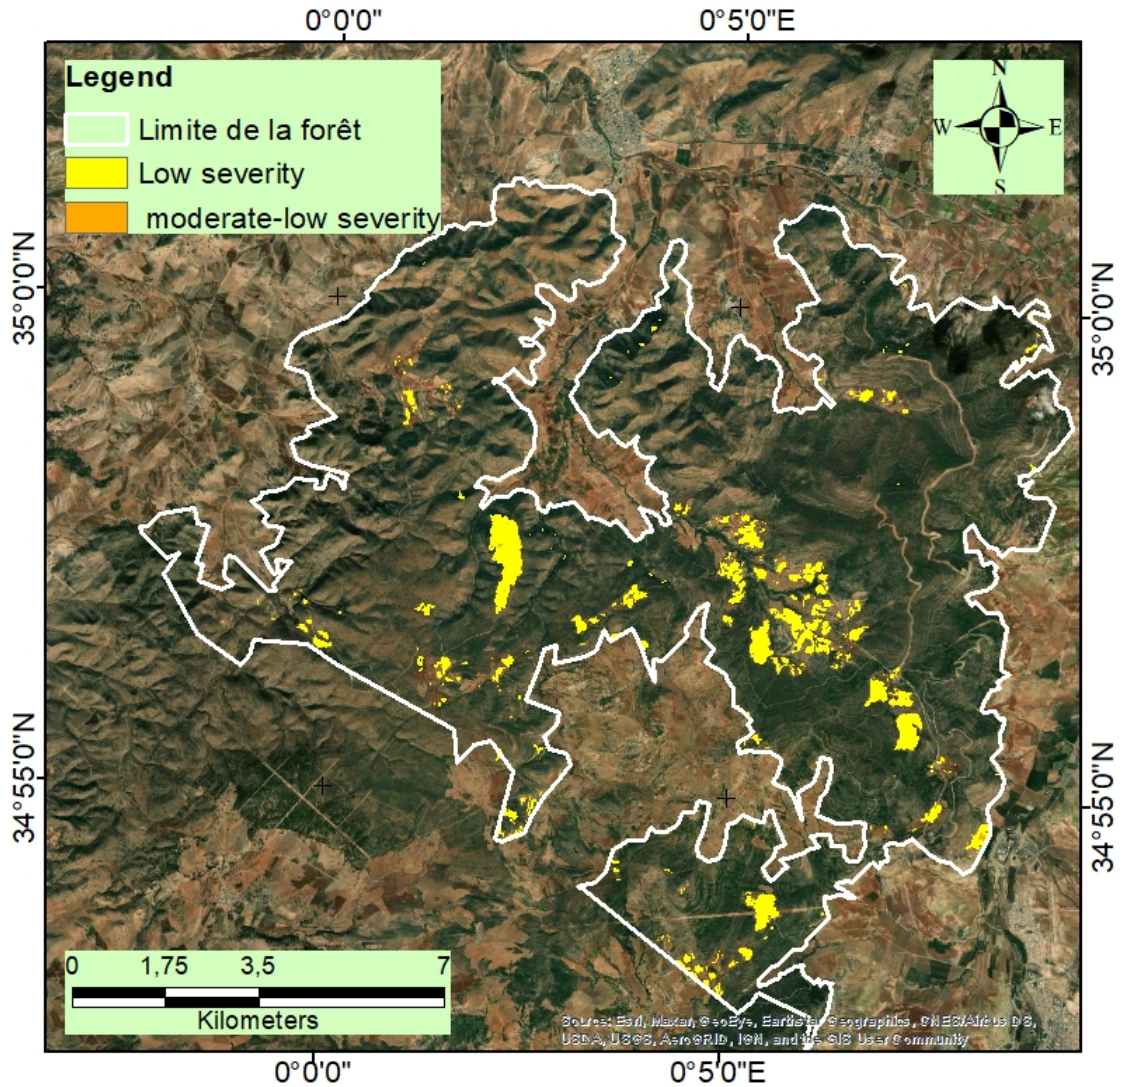 0°0'0"
0°5'0"E
Legend
Limite de la forêt
Low severity
moderate-low severity
N
W
E
S
35°0'0"N
35°0'0"N
34°55'0"N
34°55'0"N
0 1,75 3,5 7
Kilometers
Source: Esri, Maxar, GeoEye, Earthstar Geographics, CNES/Airbus DS,
USDA, USGS, AeroGRID, IGN, and the GIS User Community
0°0'0"
0°5'0"E